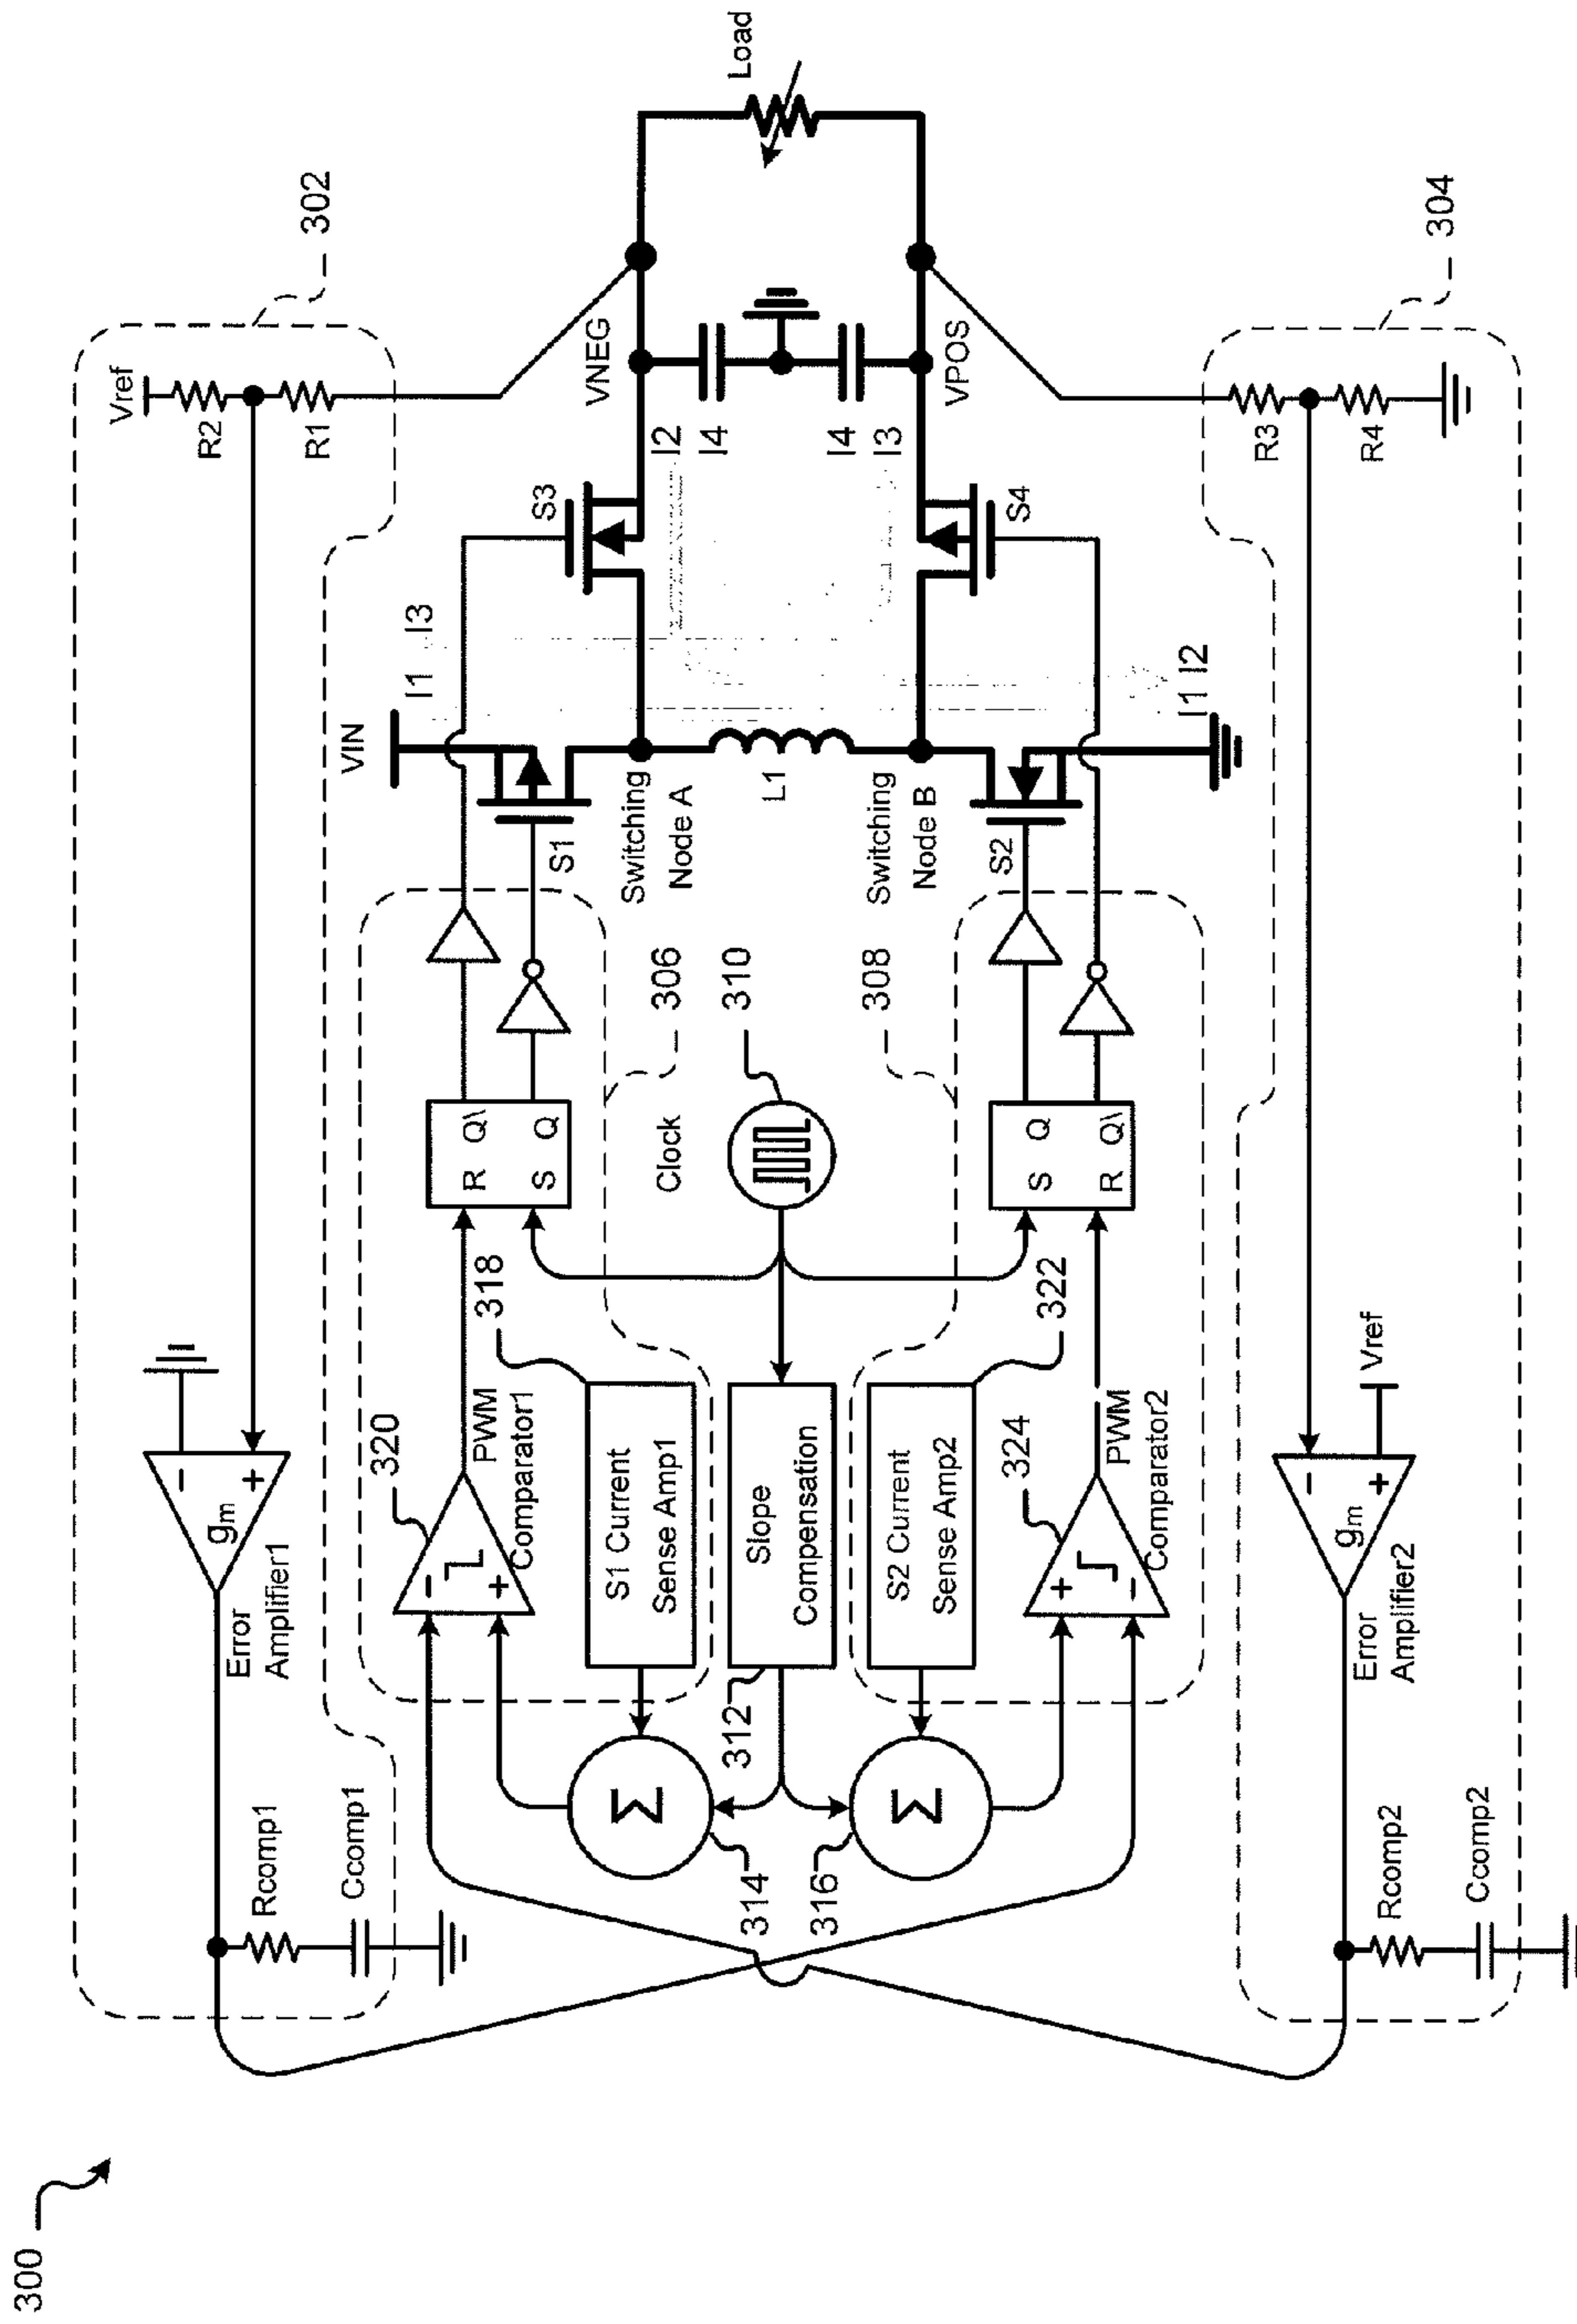 300
302
Vref
R2
R1
Error
Amplifier1
gm
-
+
Rcomp1
Ccomp1
320
-
+
PWM
Comparator1
318
S1 Current
Sense Amp1
R Q\
S Q
306
Clock
310
312
Slope
Compensation
314
Σ
316
Σ
S2 Current
Sense Amp2
322
308
324
+
-
PWM
Comparator2
S Q
R Q\
VIN
I1 I3
S1
S3
Switching
Node A
L1
Switching
Node B
S2
S4
I1 I2
I2
I4
I4
I3
VNEG
VPOS
Load
304
R3
R4
Vref
Error
Amplifier2
gm
-
+
Rcomp2
Ccomp2